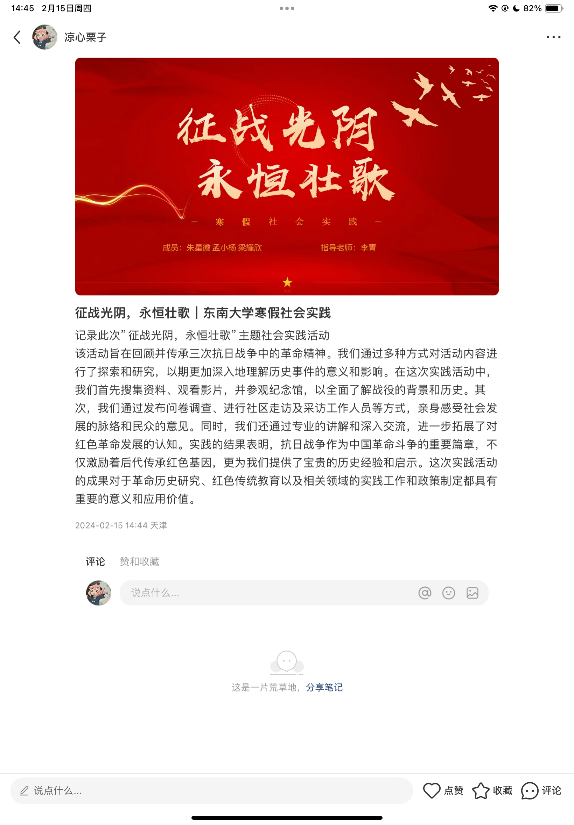 14:45 2月15日周四
82%
凉心栗子
征战光阴
永恒壮歌
寒假社会实践
成员：朱星源 孟小杨 梁耀欣
指导老师：李霄
征战光阴，永恒壮歌｜东南大学寒假社会实践
记录此次”征战光阴，永恒壮歌”主题社会实践活动
该活动旨在回顾并传承三次抗日战争中的革命精神。我们通过多种方式对活动内容进
行了探索和研究，以期更加深入地理解历史事件的意义和影响。在这次实践活动中，
我们首先搜集资料、观看影片，并参观纪念馆，以全面了解战役的背景和历史。其
次，我们通过发布问卷调查、进行社区走访及采访工作人员等方式，亲身感受社会发
展的脉络和民众的意见。同时，我们还通过专业的讲解和深入交流，进一步拓展了对
红色革命发展的认知。实践的结果表明，抗日战争作为中国革命斗争的重要篇章，不
仅激励着后代传承红色基因，更为我们提供了宝贵的历史经验和启示。这次实践活动
的成果对于革命历史研究、红色传统教育以及相关领域的实践工作和政策制定都具有
重要的意义和应用价值。
2024-02-15 14:44 天津
评论 赞和收藏
说点什么...
这是一片荒草地，分享笔记
说点什么... 点赞 收藏 评论